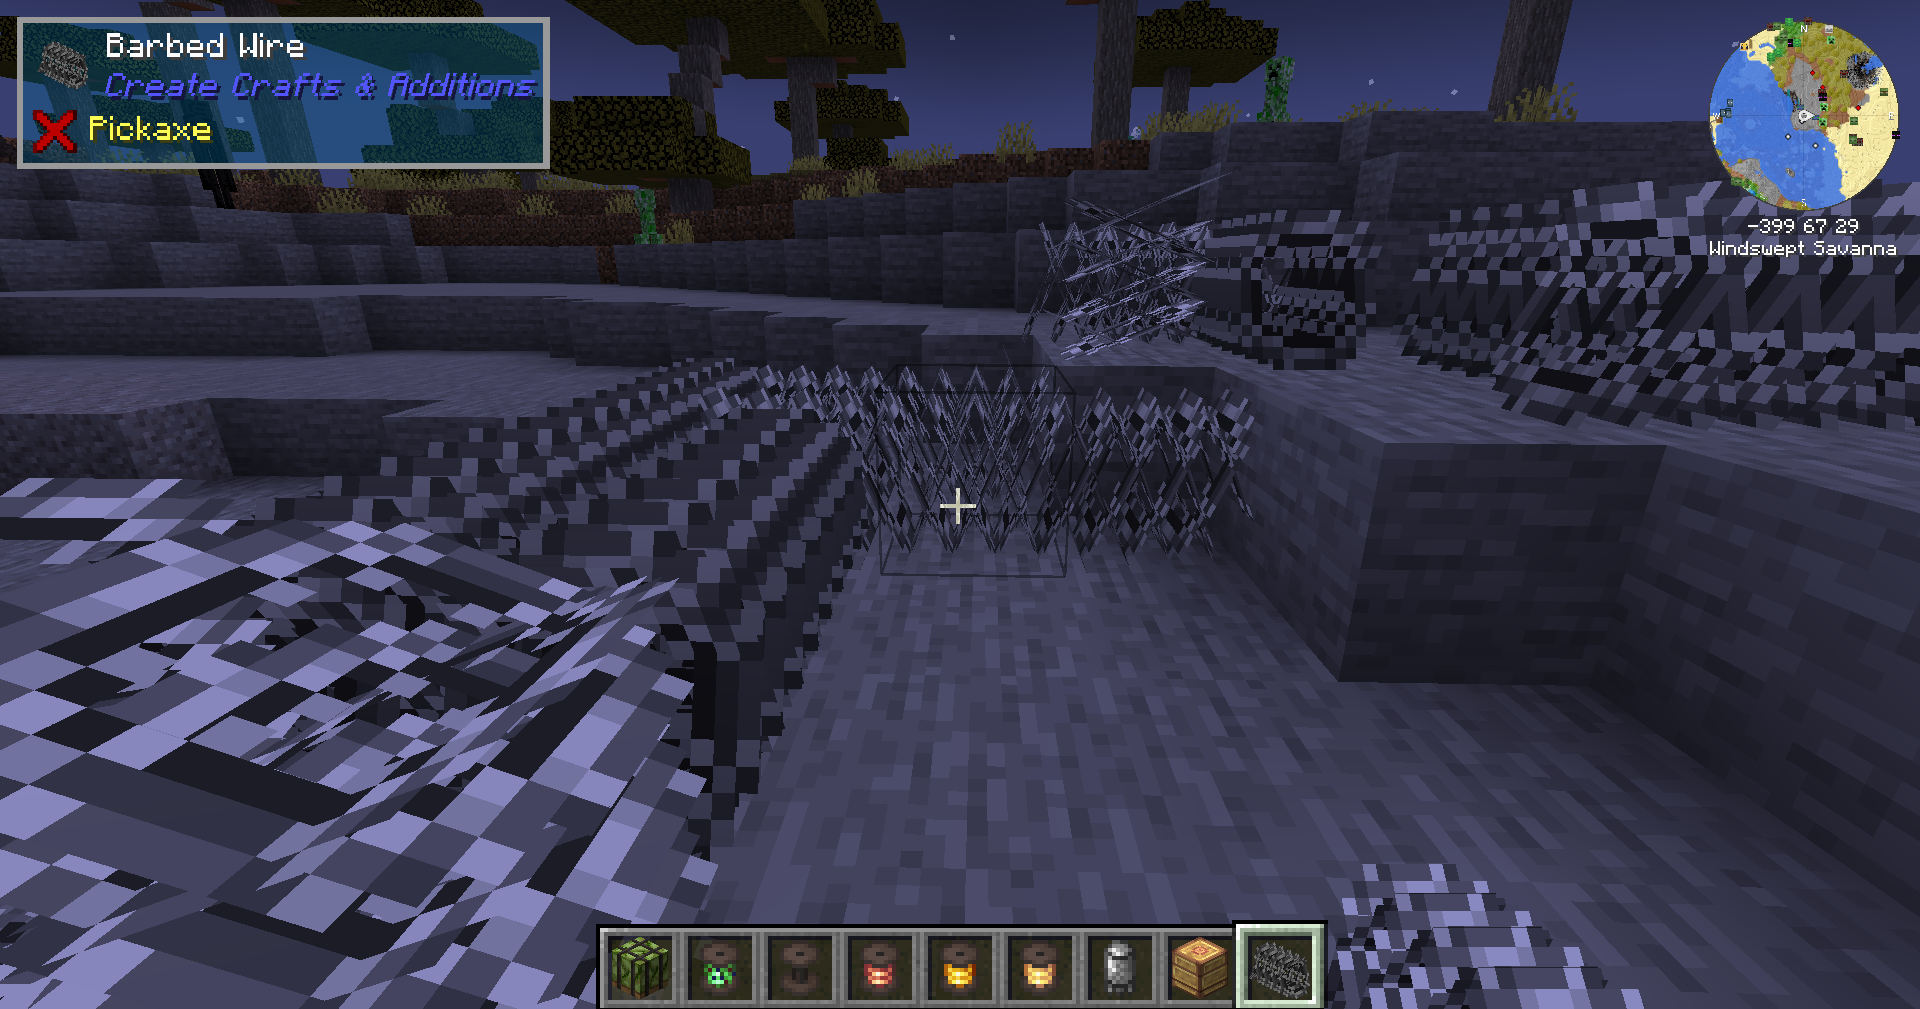 Barbed Wire
Create Crafts & Additions
Pickaxe
N
-399 67 29
Windswept Savanna